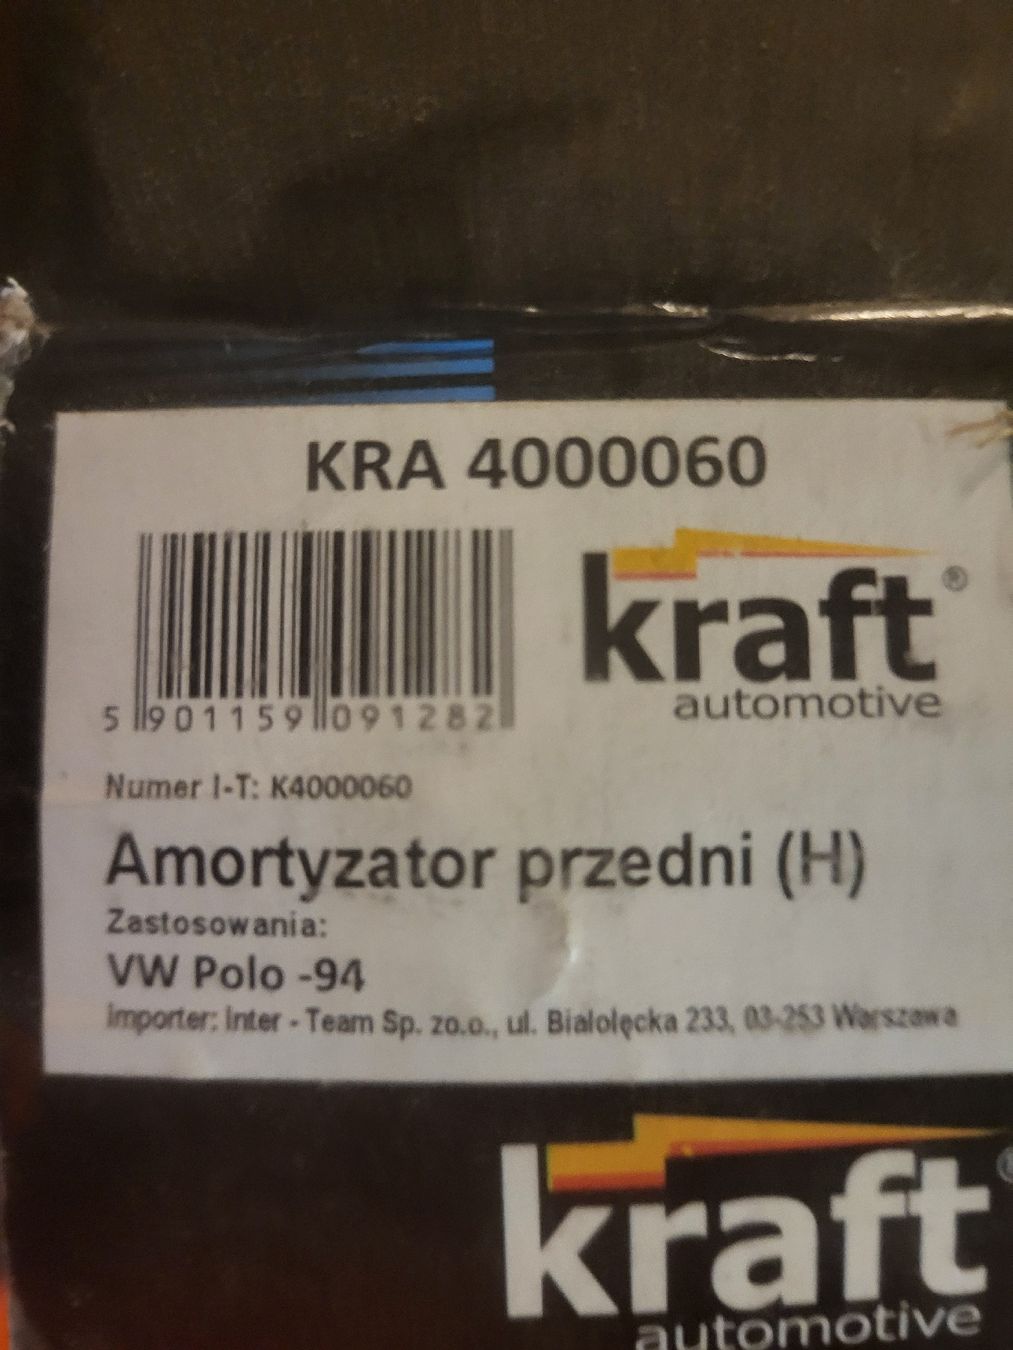 KRA 4000060
kraft®
automotive
5 901159 091282
Numer I-T: K4000060
Amortyzator przedni (H)
Zastosowania:
VW Polo -94
Importer: Inter - Team Sp. zo.o., ul. Białołęcka 233, 03-253 Warszawa
kraft®
automotive